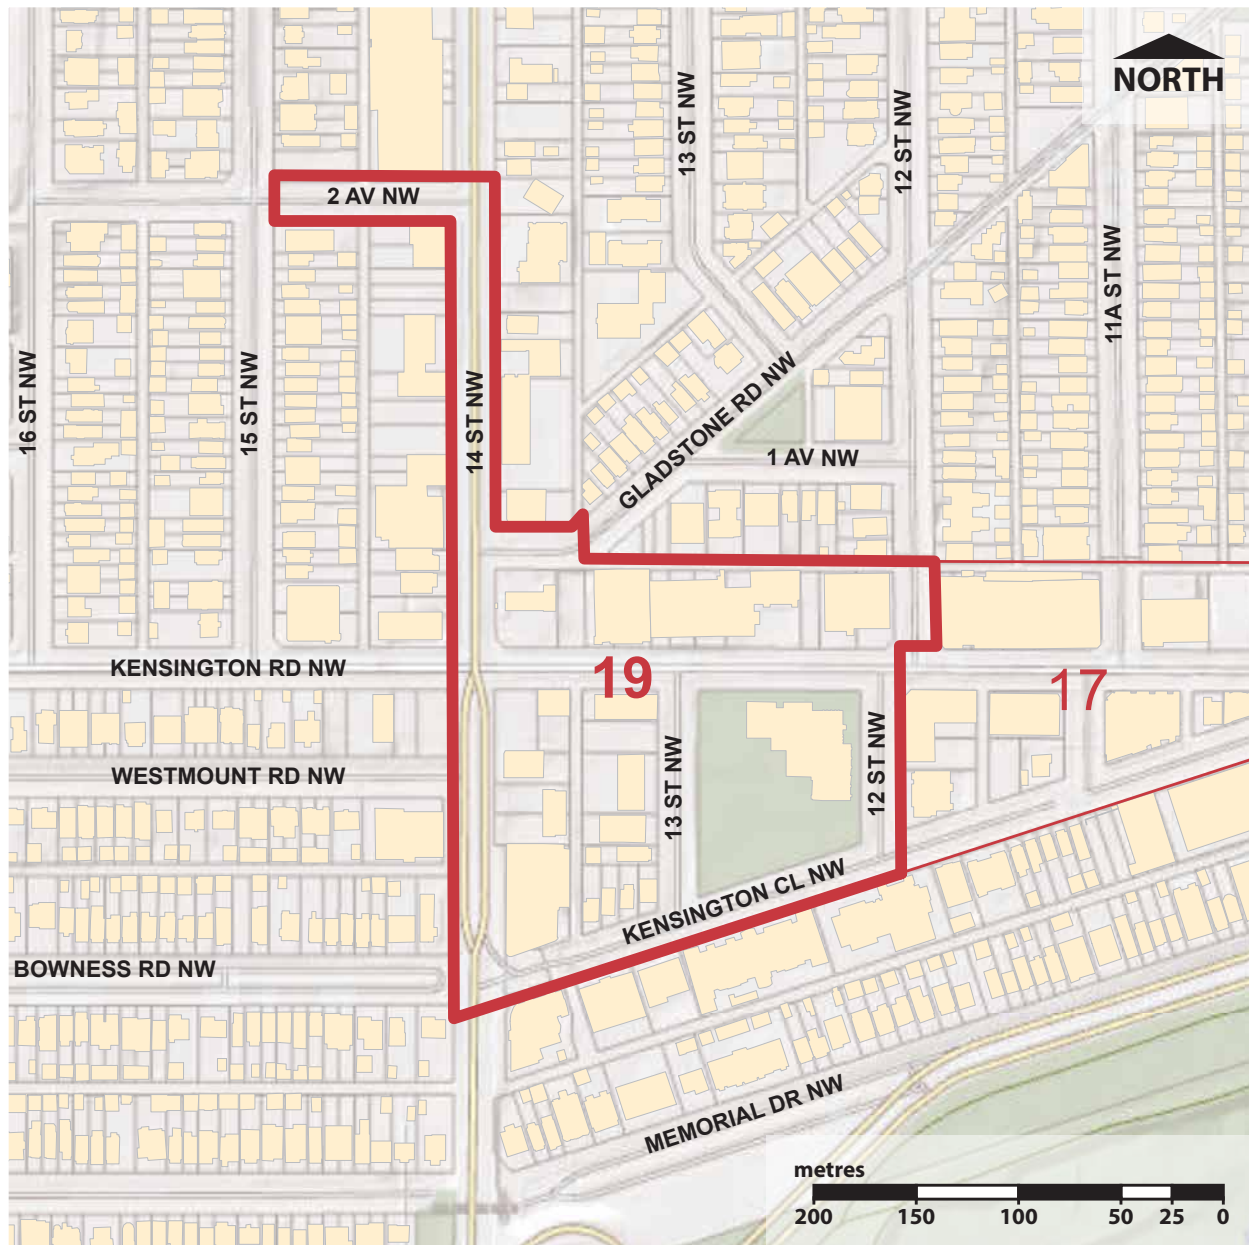 NORTH
13 ST NW
12 ST NW
2 AV NW
11A ST NW
16 ST NW
15 ST NW
14 ST NW
GLADSTONE RD NW
1 AV NW
KENSINGTON RD NW
19
17
WESTMOUNT RD NW
13 ST NW
12 ST NW
KENSINGTON CL NW
BOWNESS RD NW
MEMORIAL DR NW
metres
200 150 100 50 25 0